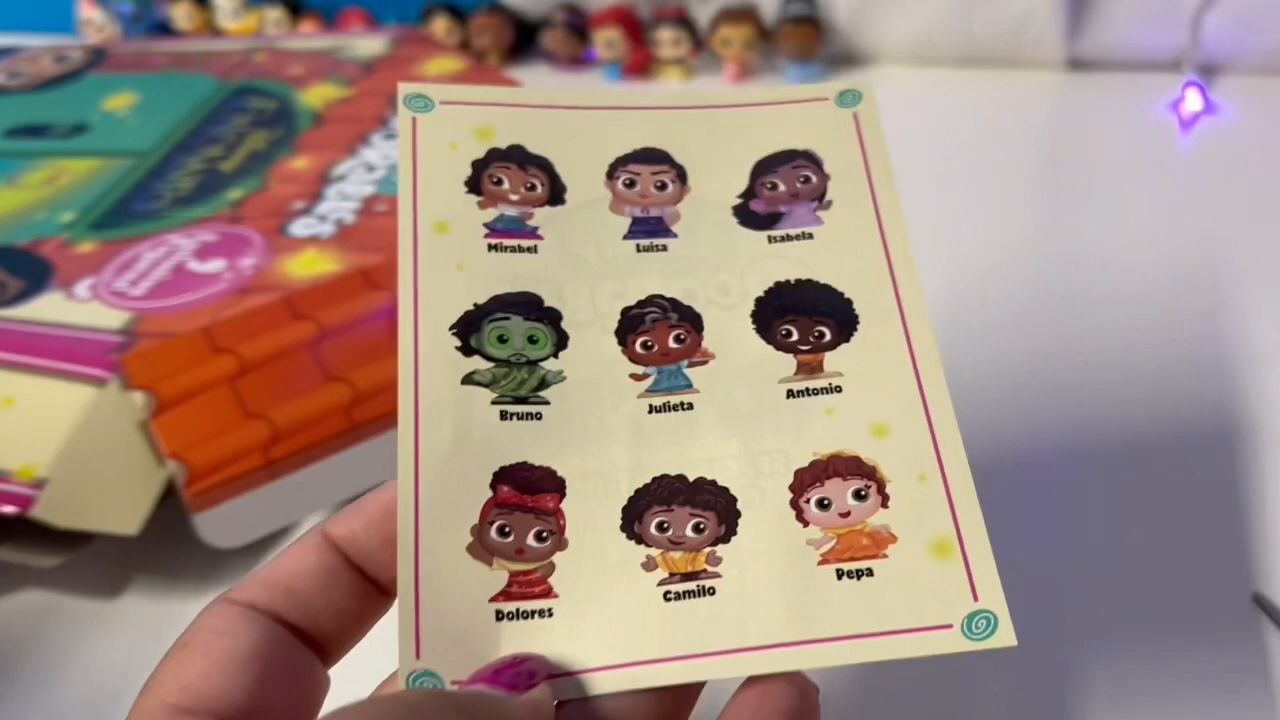 Mirabel
Luisa
Isabela
Bruno
Julieta
Antonio
Dolores
Camilo
Pepa